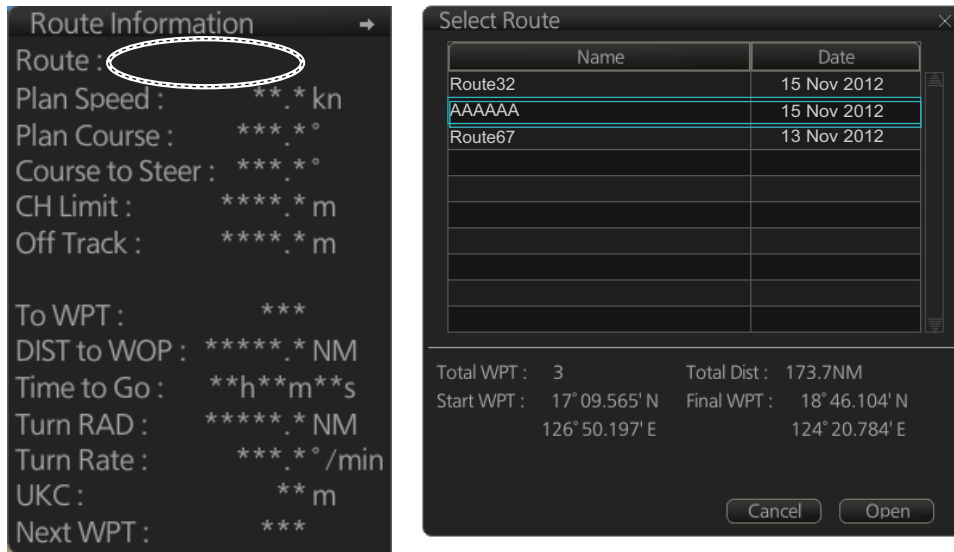 Route Information
Route :
Plan Speed : **.* kn
Plan Course : ***.*°
Course to Steer : ***.*°
CH Limit : ****.* m
Off Track : ****.* m
To WPT : ***
DIST to WOP : *****.* NM
Time to Go : **h**m**s
Turn RAD : *****.* NM
Turn Rate : ***.*°/min
UKC : ** m
Next WPT : ***
Select Route
Name Date
Route32 15 Nov 2012
AAAAAA 15 Nov 2012
Route67 13 Nov 2012
Total WPT : 3 Total Dist : 173.7NM
Start WPT : 17°09.565' N Final WPT : 18°46.104' N
126°50.197' E 124°20.784' E
Cancel Open